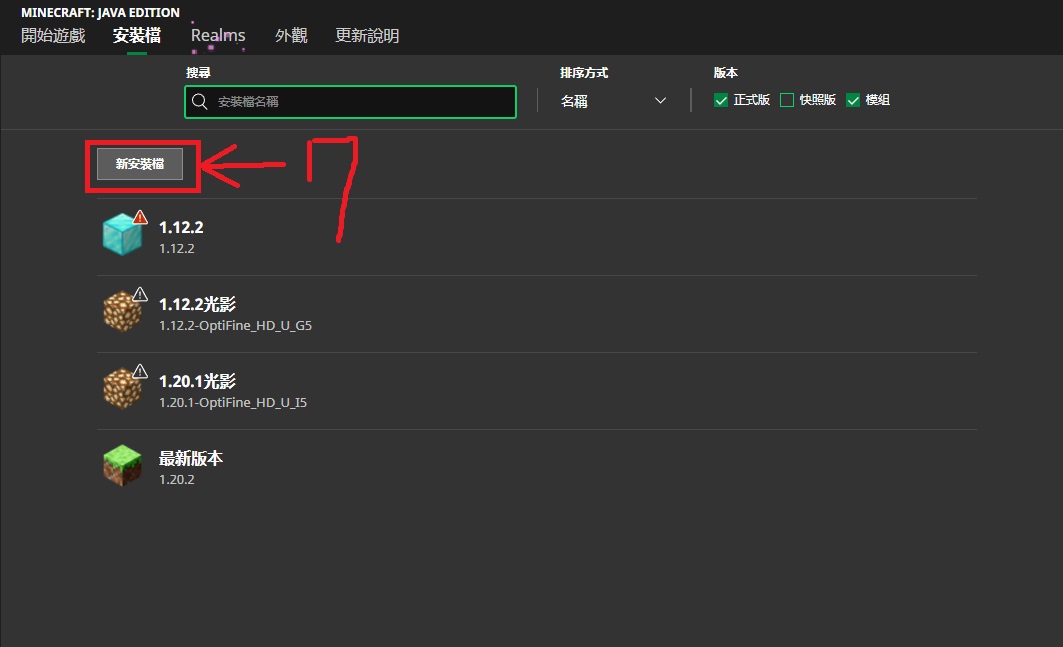 MINECRAFT: JAVA EDITION
開始遊戲 安裝檔 Realms 外觀 更新說明
搜尋 排序方式 版本
安裝檔名稱 名稱 正式版 快照版 模組
新安裝檔 7
1.12.2
1.12.2
1.12.2光影
1.12.2-OptiFine_HD_U_G5
1.20.1光影
1.20.1-OptiFine_HD_U_I5
最新版本
1.20.2